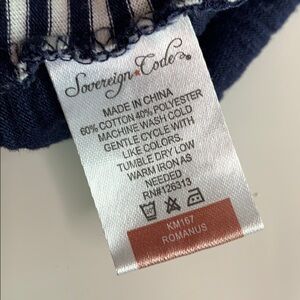 Sovereign Code
MADE IN CHINA
60% COTTON 40% POLYESTER
MACHINE WASH COLD
GENTLE CYCLE WITH
LIKE COLORS,
TUMBLE DRY LOW
WARM IRON AS
NEEDED
RN#126313
KM167
ROMANUS